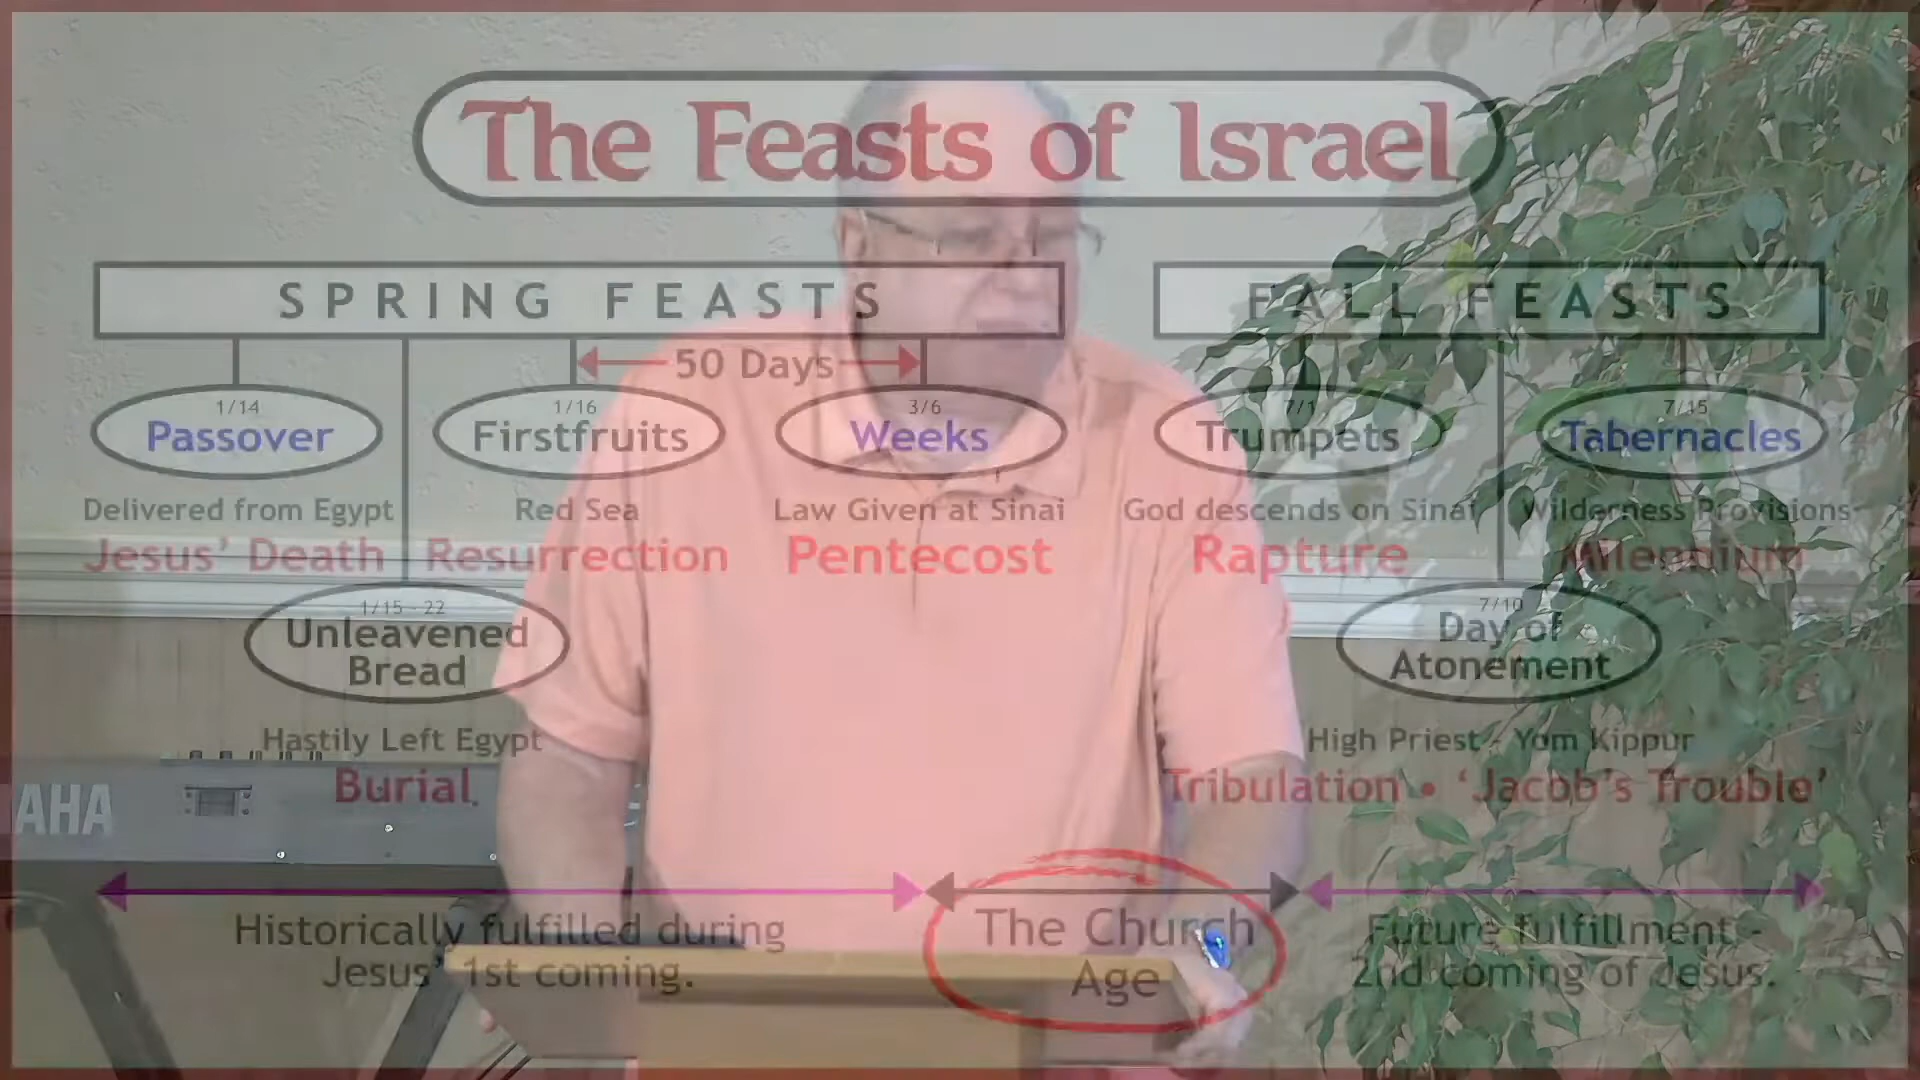 The Feasts of Israel
SPRING FEASTS
FALL FEASTS
50 Days
1/14
Passover
1/16
Firstfruits
3/6
Weeks
7/1
Trumpets
7/15
Tabernacles
Delivered from Egypt
Red Sea
Law Given at Sinai
God descends on Sinai
Wilderness Provisions
Jesus' Death
Resurrection
Pentecost
Rapture
Milennium
1/15 - 22
Unleavened
Bread
7/10
Day of
Atonement
Hastily Left Egypt
High Priest - Yom Kippur
Burial
Tribulation • 'Jacob's Trouble'
AHA
Historically fulfilled during
Jesus' 1st coming.
The Church
Age
Future fulfillment -
2nd coming of Jesus.